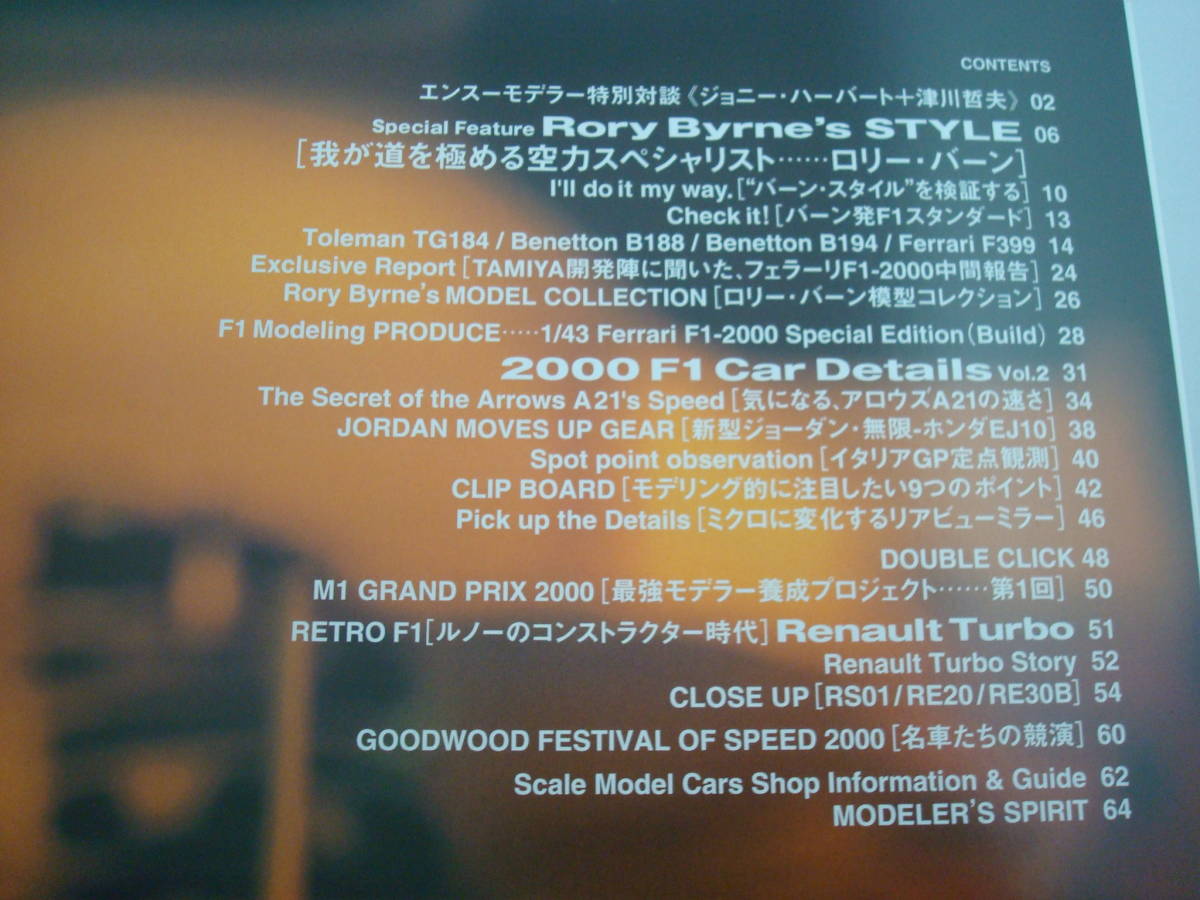 CONTENTS
エンスーモデラー特別対談《ジョニー・ハーバート＋津川哲夫》 02
Special Feature Rory Byrne's STYLE 06
[我が道を極める空力スペシャリスト……ロリー・バーン]
I'll do it my way.["バーン・スタイル"を検証する] 10
Check it! [バーン発F1スタンダード] 13
Toleman TG184 / Benetton B188 / Benetton B194 / Ferrari F399 14
Exclusive Report [TAMIYA開発陣に聞いた、フェラーリF1-2000中間報告] 24
Rory Byrne's MODEL COLLECTION [ロリー・バーン模型コレクション] 26
F1 Modeling PRODUCE‥‥‥1/43 Ferrari F1-2000 Special Edition (Build) 28
2000 F1 Car Details Vol.2 31
The Secret of the Arrows A21's Speed [気になる、アロウズA21の速さ] 34
JORDAN MOVES UP GEAR [新型ジョーダン・無限-ホンダEJ10] 38
Spot point observation [イタリアGP定点観測] 40
CLIP BOARD [モデリング的に注目したい9つのポイント] 42
Pick up the Details [ミクロに変化するリアビューミラー] 46
DOUBLE CLICK 48
M1 GRAND PRIX 2000 [最強モデラー養成プロジェクト……第1回] 50
RETRO F1[ルノーのコンストラクター時代] Renault Turbo 51
Renault Turbo Story 52
CLOSE UP [RS01/RE20/RE30B] 54
GOODWOOD FESTIVAL OF SPEED 2000 [名車たちの競演] 60
Scale Model Cars Shop Information & Guide 62
MODELER'S SPIRIT 64